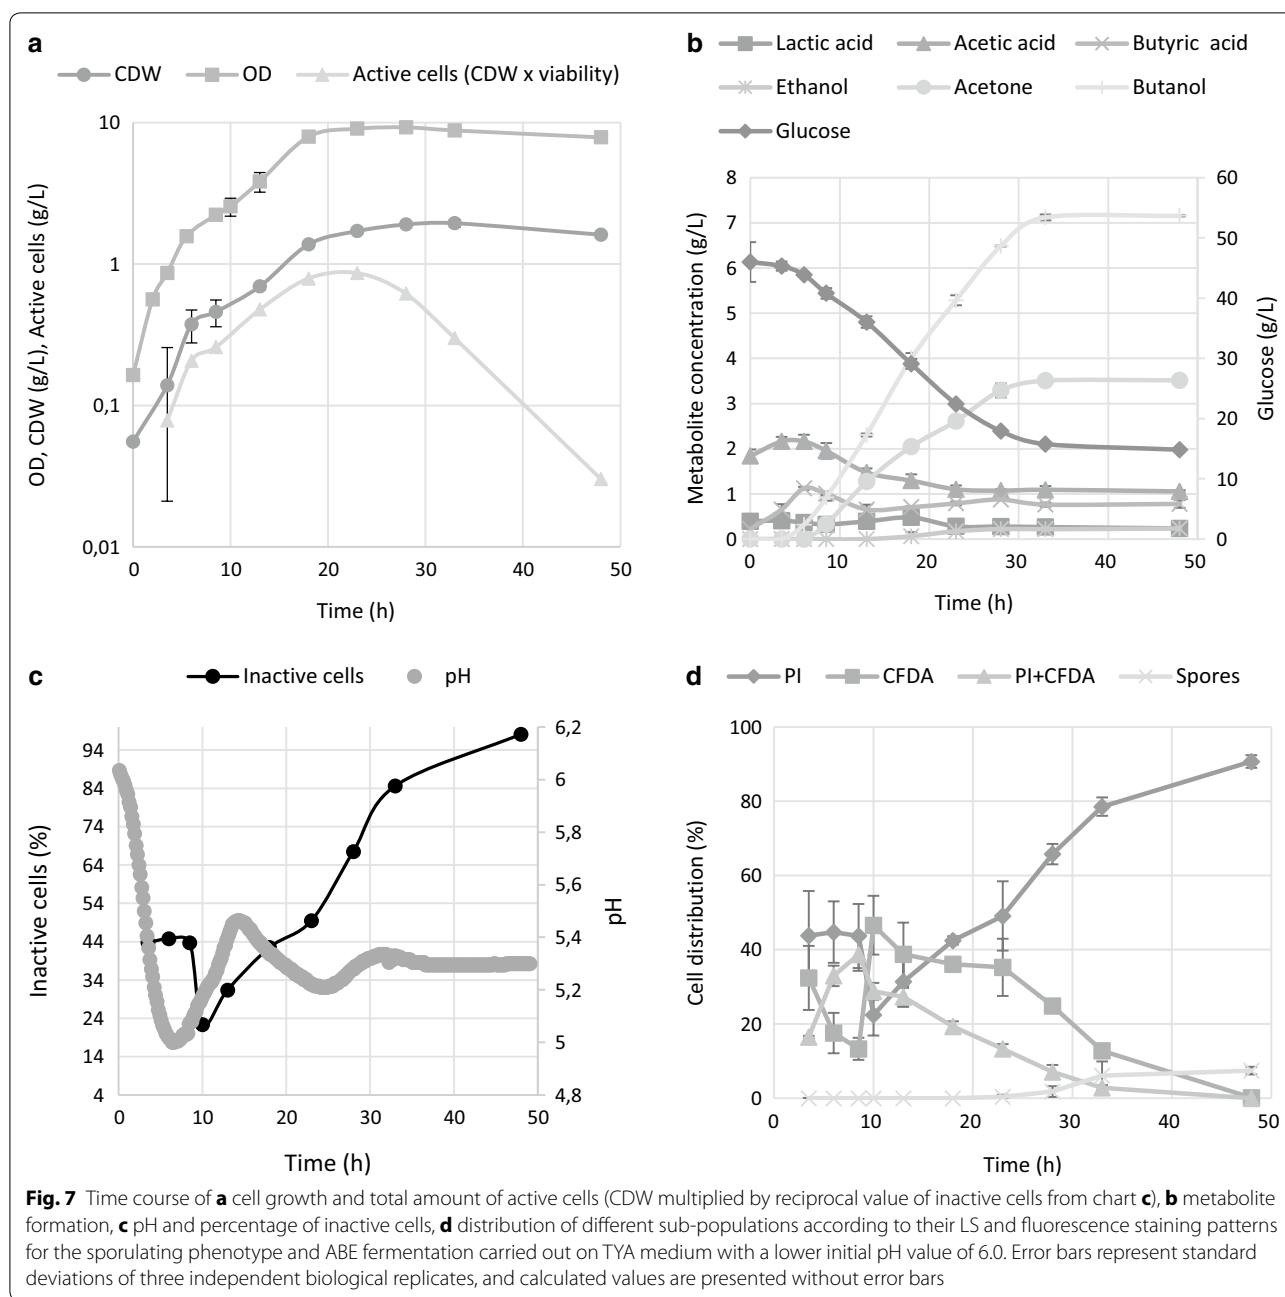 a
CDW OD Active cells (CDW x viability)
OD, CDW (g/L), Active cells (g/L)
10
1
0,1
0,01
0 10 20 30 40 50
Time (h)
b
Lactic acid Acetic acid Butyric acid
Ethanol Acetone Butanol
Glucose
Metabolite concentration (g/L)
8
7
6
5
4
3
2
1
0
60
50
40
30
20
10
0
Glucose (g/L)
0 10 20 30 40 50
Time (h)
c
Inactive cells pH
Inactive cells (%)
94
84
74
64
54
44
34
24
14
4
6,2
6
5,8
5,6
5,4
5,2
5
4,8
pH
0 10 20 30 40 50
Time (h)
d
PI CFDA PI+CFDA Spores
Cell distribution (%)
100
80
60
40
20
0
0 10 20 30 40 50
Time (h)
Fig. 7 Time course of a cell growth and total amount of active cells (CDW multiplied by reciprocal value of inactive cells from chart c), b metabolite
formation, c pH and percentage of inactive cells, d distribution of different sub-populations according to their LS and fluorescence staining patterns
for the sporulating phenotype and ABE fermentation carried out on TYA medium with a lower initial pH value of 6.0. Error bars represent standard
deviations of three independent biological replicates, and calculated values are presented without error bars